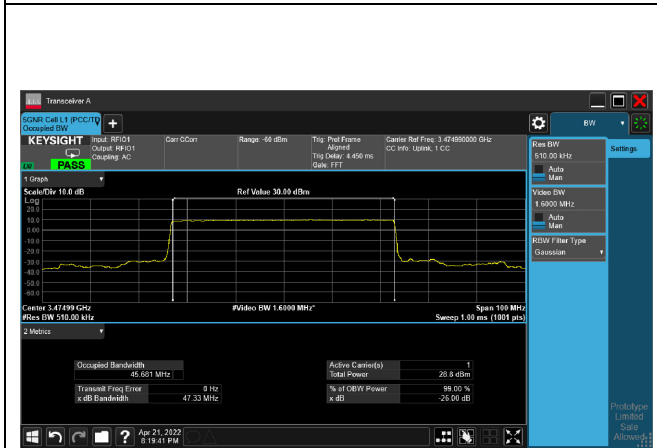 Transceiver A
5GNR Cell L1 (PCC/TD
Occupied BW
BW
KEYSIGHT
PASS
Input: RFIO1
Output: RFIO1
Coupling: AC
Corr CCorr
Range: -60 dBm
Trig: Prot Frame
Aligned
Trig Delay: 4.450 ms
Gate: FFT
Carrier Ref Freq: 3.474990000 GHz
CC Info: Uplink, 1 CC
Res BW
510.00 kHz
Auto
Man
Video BW
1.6000 MHz
Auto
Man
RBW Filter Type
Gaussian
Settings
1 Graph
Scale/Div 10.0 dB
Ref Value 30.00 dBm
Log
20.0
10.0
0.00
-10.0
-20.0
-30.0
-40.0
-50.0
-60.0
Center 3.47499 GHz
#Video BW 1.6000 MHz*
Span 100 MHz
#Res BW 510.00 kHz
Sweep 1.00 ms (1001 pts)
2 Metrics
Occupied Bandwidth
45.681 MHz
Active Carrier(s) 1
Total Power 28.8 dBm
Transmit Freq Error 0 Hz
x dB Bandwidth 47.33 MHz
% of OBW Power 99.00 %
x dB -26.00 dB
Prototype
Limited
Sale
Allowed
Apr 21, 2022
8:19:41 PM